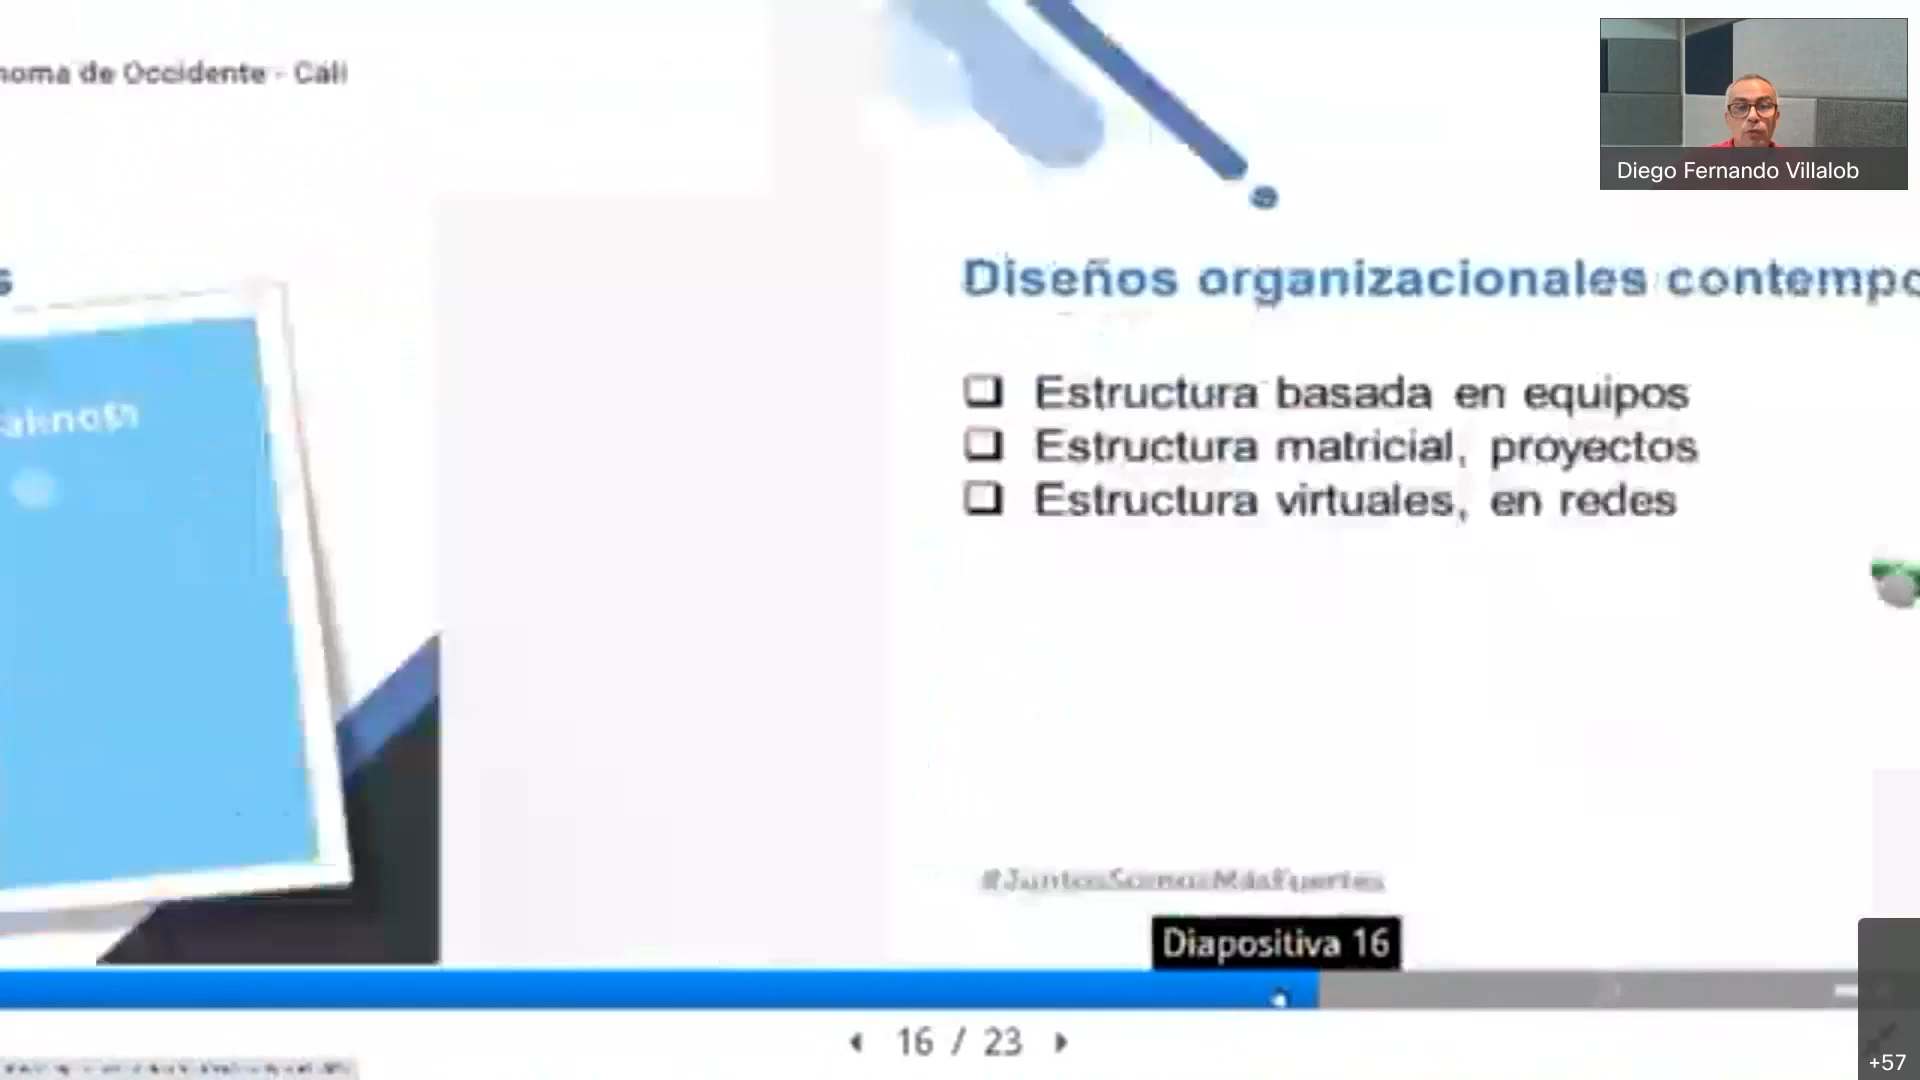 noma de Occidente - Cali
Diego Fernando Villalob
s
Diseños organizacionales contempo
Estructura basada en equipos
Estructura matricial, proyectos
Estructura virtuales, en redes
#JuntosSomosMásFuertes
Diapositiva 16
16 / 23
+57